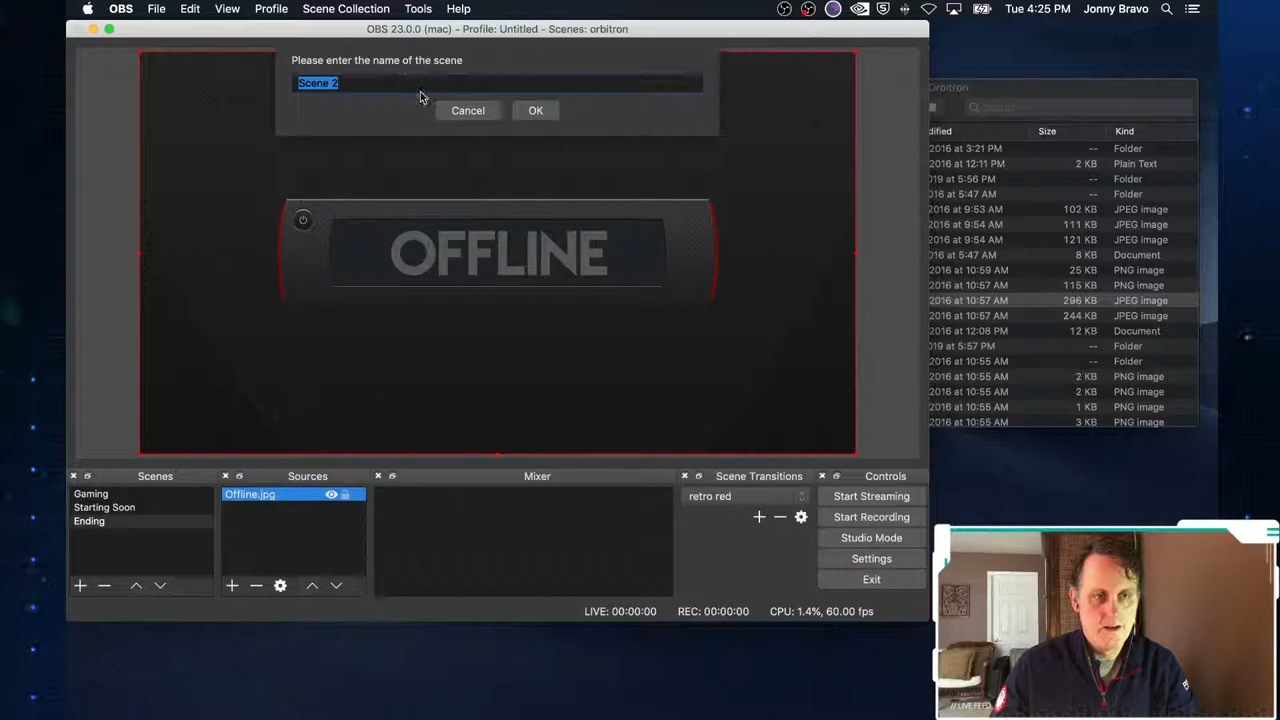 OBS File Edit View Profile Scene Collection Tools Help
Tue 4:25 PM Jonny Bravo
OBS 23.0.0 (mac) - Profile: Untitled - Scenes: orbitron
Please enter the name of the scene
Scene 2
Cancel OK
OFFLINE
Orbitron
Search
dified Size Kind
2016 at 3:21 PM -- Folder
2016 at 12:11 PM 2 KB Plain Text
019 at 5:56 PM -- Folder
2016 at 5:47 AM -- Folder
2016 at 9:53 AM 102 KB JPEG image
2016 at 9:54 AM 111 KB JPEG image
2016 at 9:54 AM 121 KB JPEG image
2016 at 5:47 AM 8 KB Document
2016 at 10:59 AM 25 KB PNG image
2016 at 10:57 AM 115 KB PNG image
2016 at 10:57 AM 296 KB JPEG image
2016 at 10:57 AM 244 KB JPEG image
2016 at 12:08 PM 12 KB Document
019 at 5:57 PM -- Folder
2016 at 10:55 AM -- Folder
2016 at 10:55 AM 2 KB PNG image
2016 at 10:55 AM 2 KB PNG image
2016 at 10:55 AM 1 KB PNG image
2016 at 10:55 AM 3 KB PNG image
Scenes
Gaming
Starting Soon
Ending
Sources
Offline.jpg
Mixer
Scene Transitions
retro red
Controls
Start Streaming
Start Recording
Studio Mode
Settings
Exit
LIVE: 00:00:00 REC: 00:00:00 CPU: 1.4%, 60.00 fps
// LIVE FEED